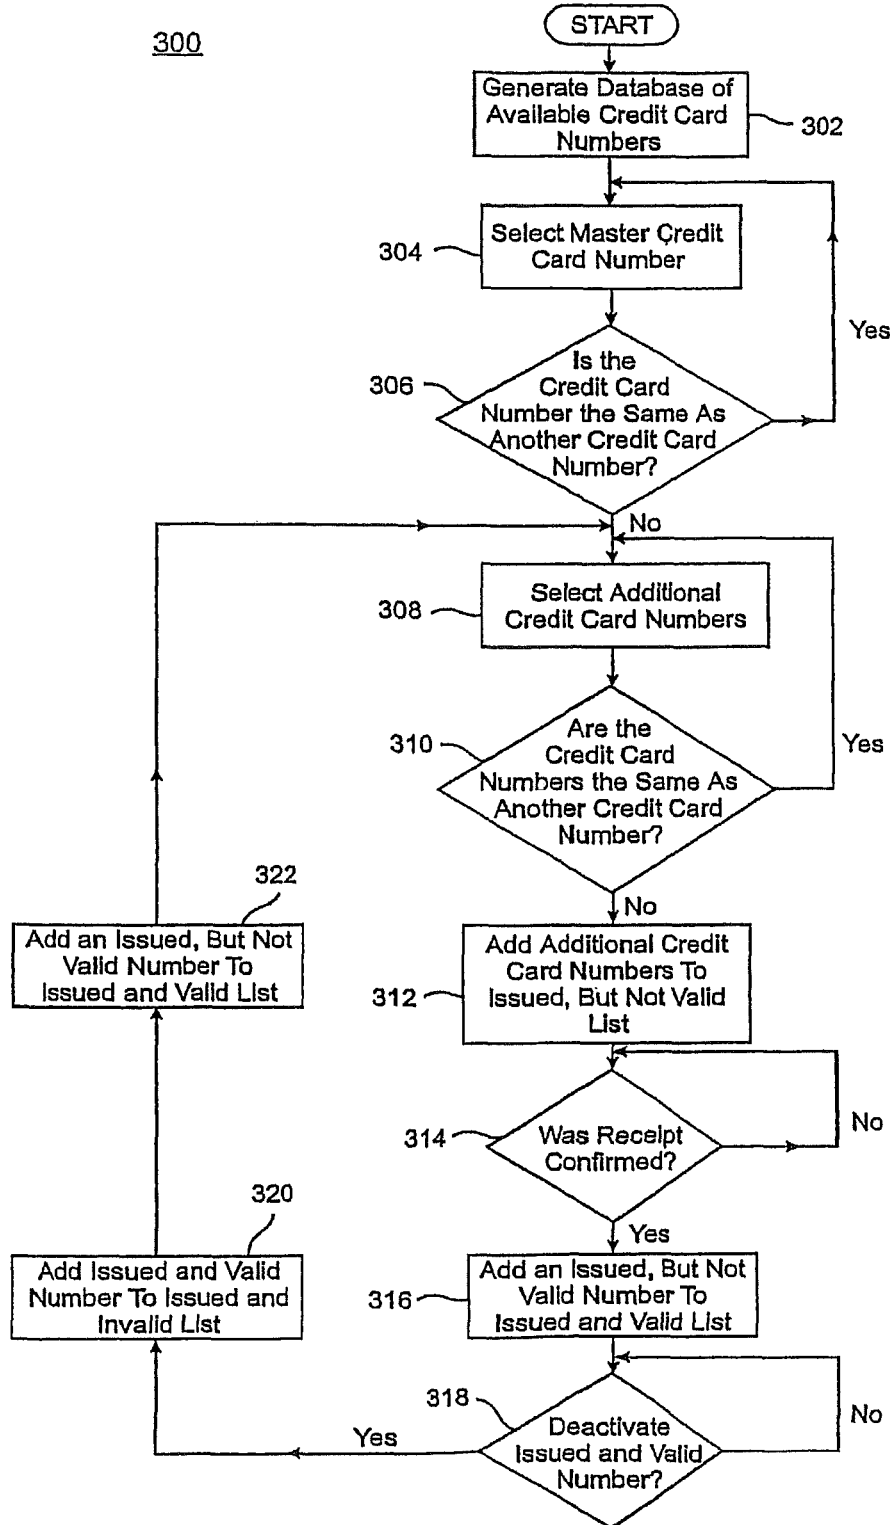 300
START
Generate Database of
Available Credit Card
Numbers
302
Select Master Credit
Card Number
304
Yes
Is the
Credit Card
Number the Same As
Another Credit Card
Number?
306
No
Select Additional
Credit Card Numbers
308
Are the
Credit Card
Numbers the Same As
Another Credit Card
Number?
310
Yes
No
322
Add an Issued, But Not
Valid Number To
Issued and Valid List
Add Additional Credit
Card Numbers To
Issued, But Not Valid
List
312
Was Receipt
Confirmed?
314
No
Yes
320
Add Issued and Valid
Number To Issued and
Invalid List
Add an Issued, But Not
Valid Number To
Issued and Valid List
316
318
Deactivate
Issued and Valid
Number?
No
Yes